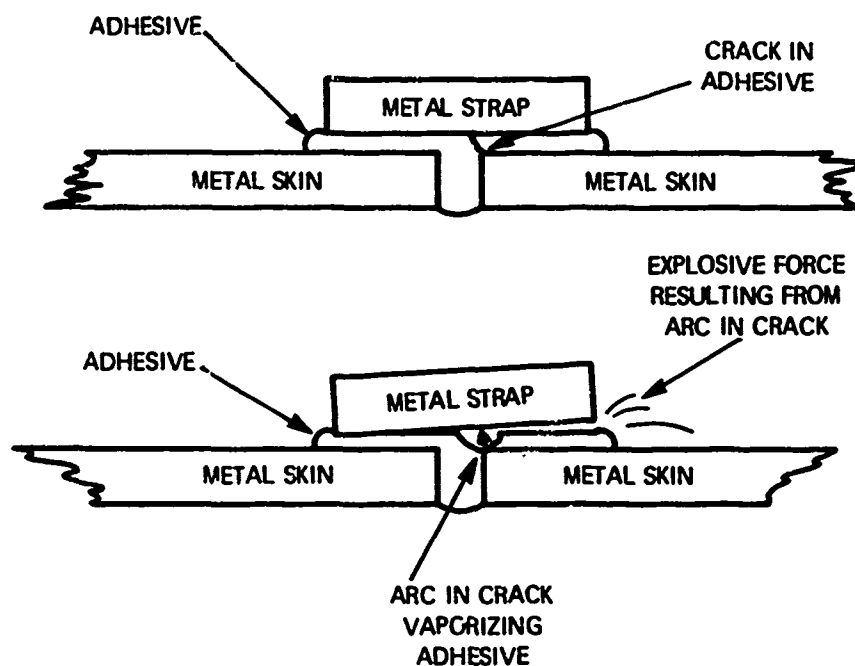 ADHESIVE
CRACK IN
ADHESIVE
METAL STRAP
METAL SKIN
METAL SKIN
EXPLOSIVE FORCE
RESULTING FROM
ARC IN CRACK
ADHESIVE
METAL STRAP
METAL SKIN
METAL SKIN
ARC IN CRACK
VAPORIZING
ADHESIVE